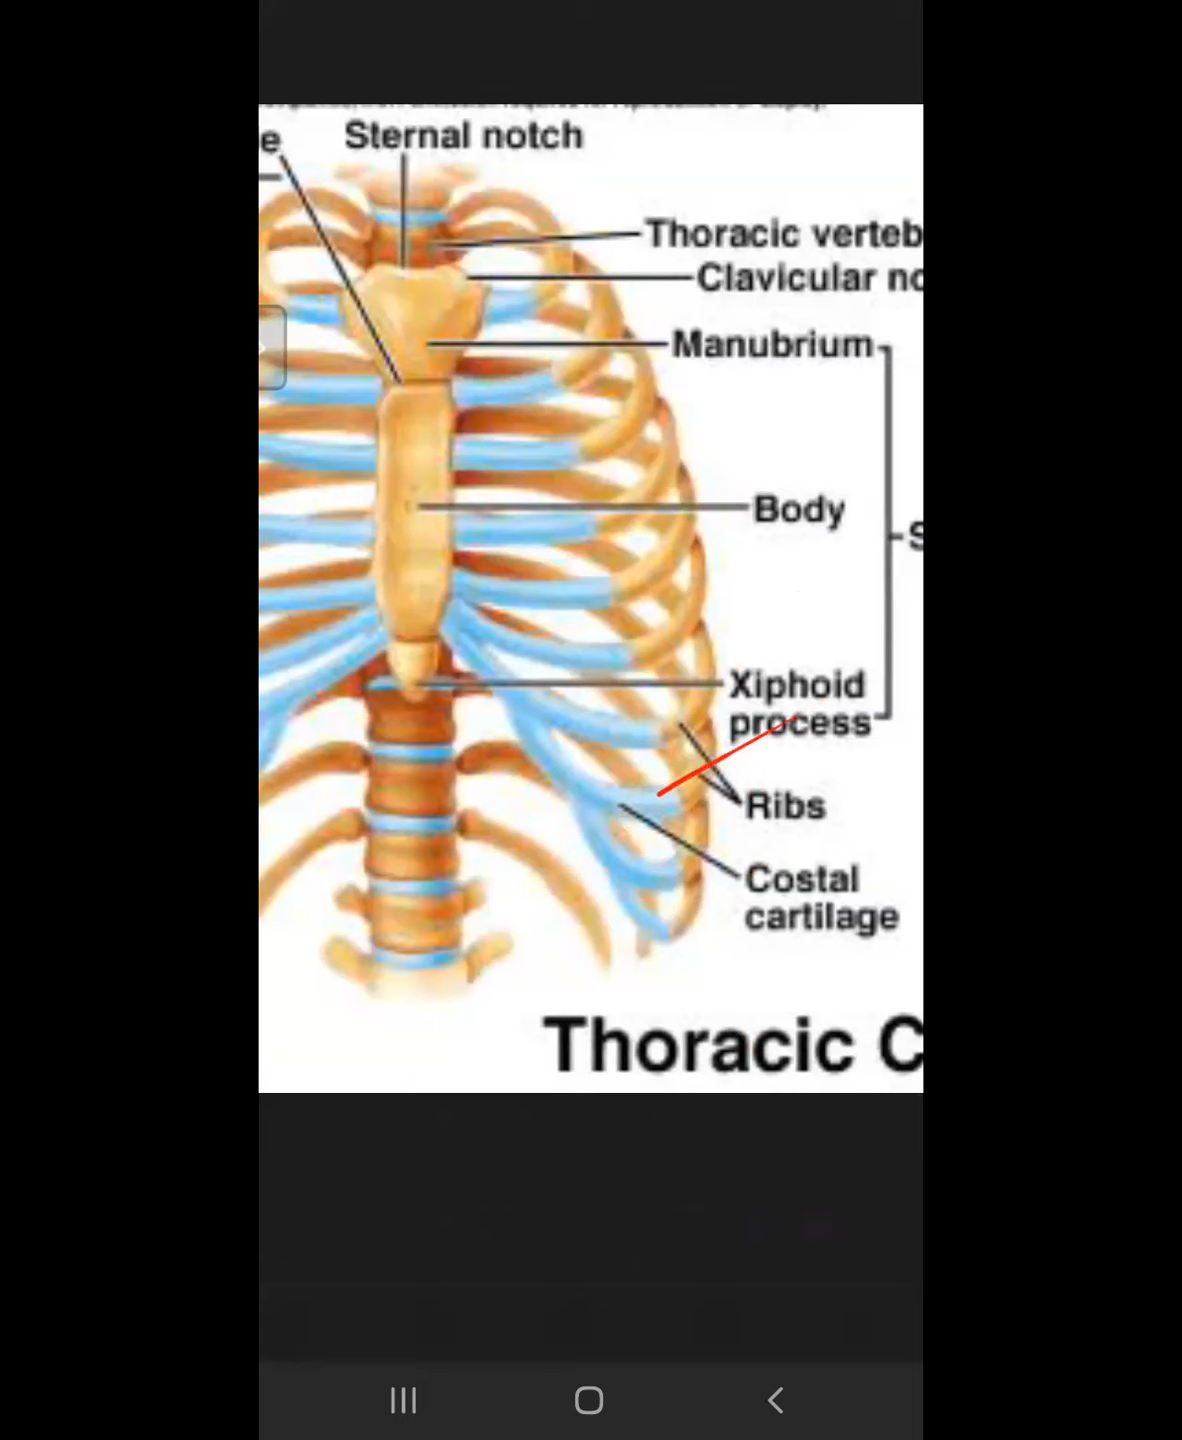 e
Sternal notch
Thoracic verteb
Clavicular no
Manubrium
Body
S
Xiphoid
process
Ribs
Costal
cartilage
Thoracic C